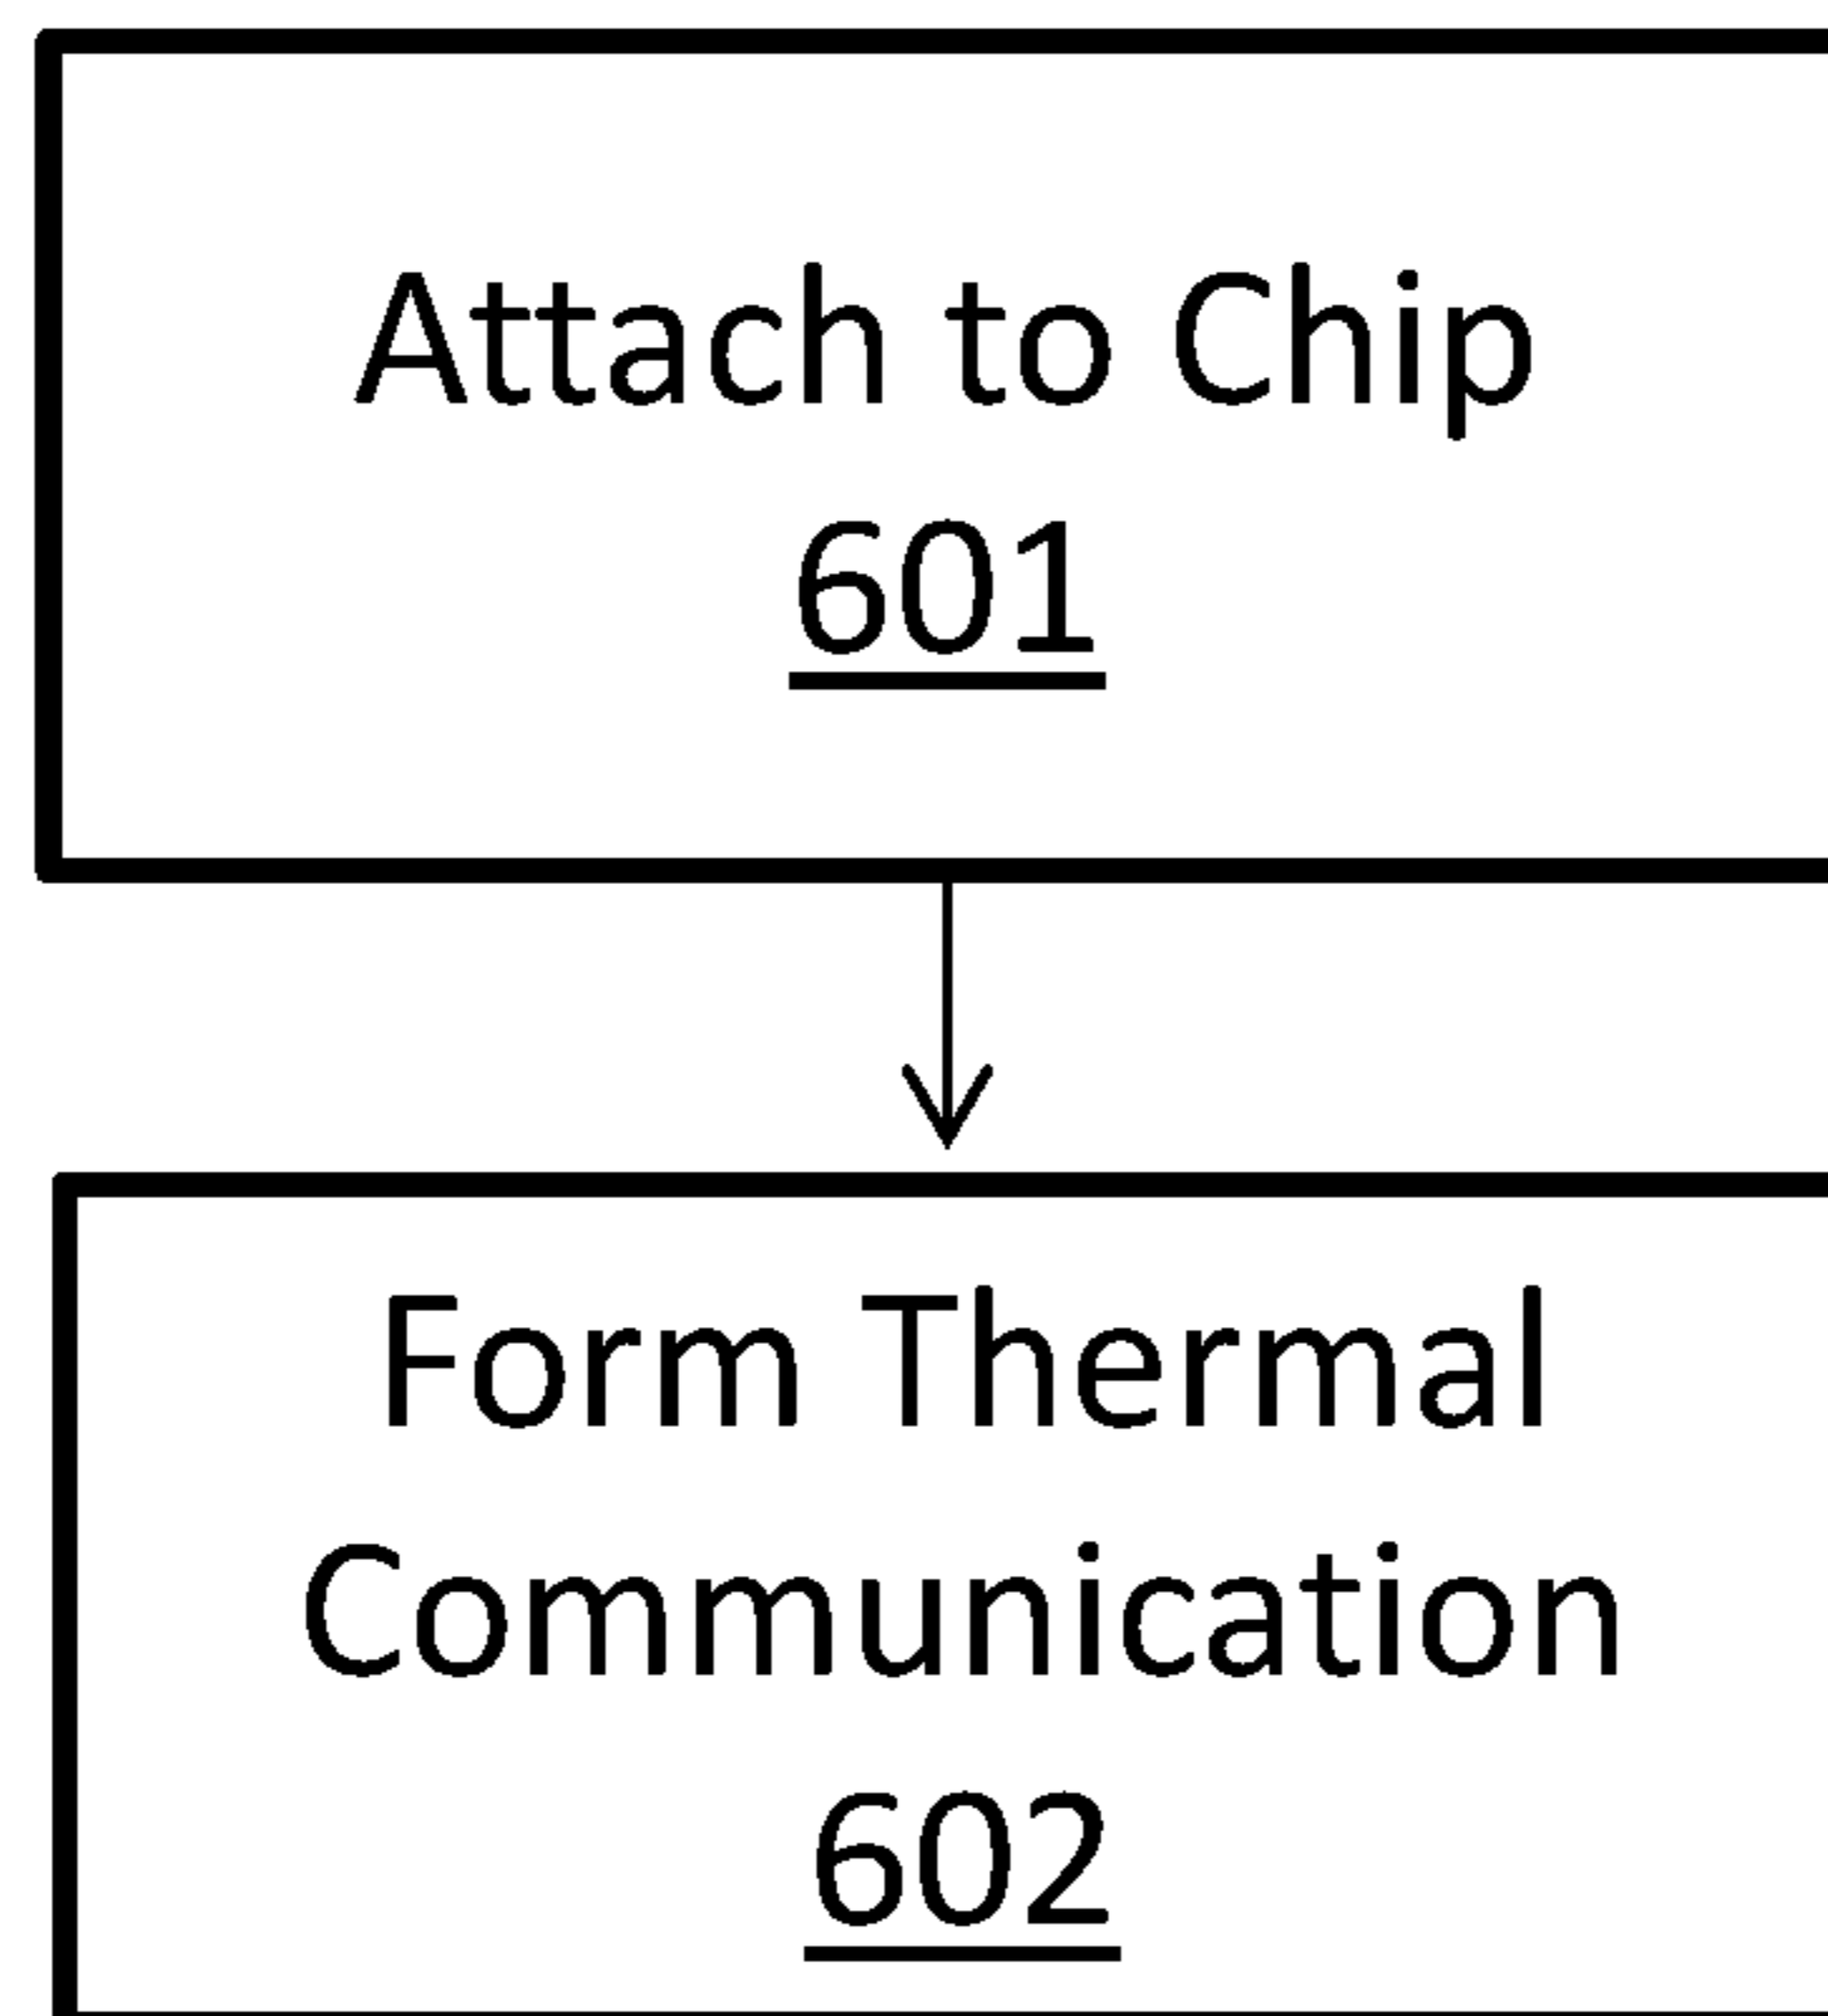 Attach to Chip
601
Form Thermal
Communication
602